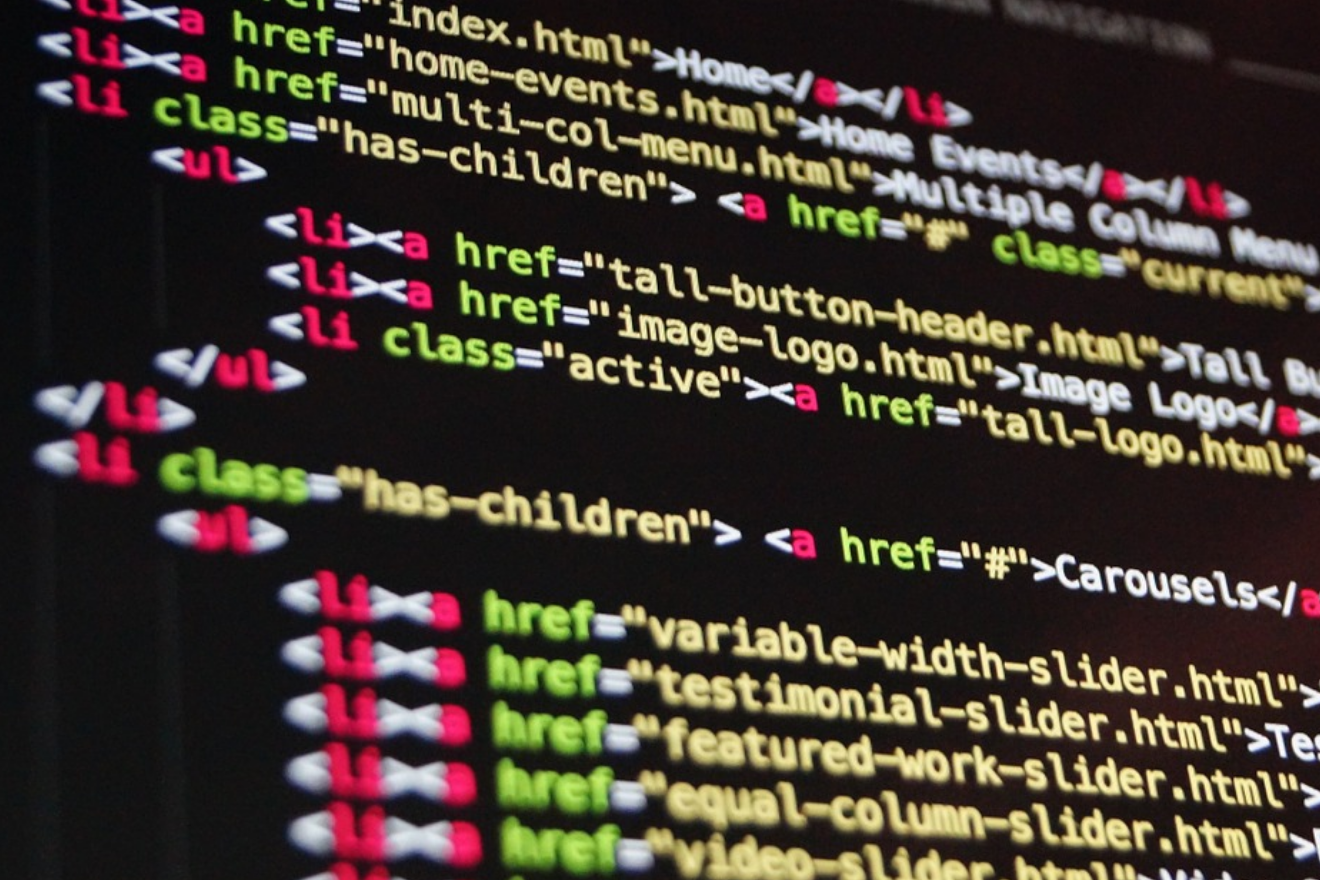 NAVIGATION
href="index.html">Home</a></li>
<li><a href="home-events.html">Home Events</a></li>
<li><a href="multi-col-menu.html">Multiple Column Menu
<li class="has-children"> <a href="#" class="current">
<ul>
<li><a href="tall-button-header.html">Tall
<li><a href="image-logo.html">Image Logo</a>
<li class="active"><a href="tall-logo.html">
</ul>
</li>
<li class="has-children"> <a href="#">Carousels</a
<ul>
<li><a href="variable-width-slider.html">
<li><a href="testimonial-slider.html">Tes
<li><a href="featured-work-slider.html">
<li><a href="equal-column-slider.html">
<li><a href="video-slider.html">